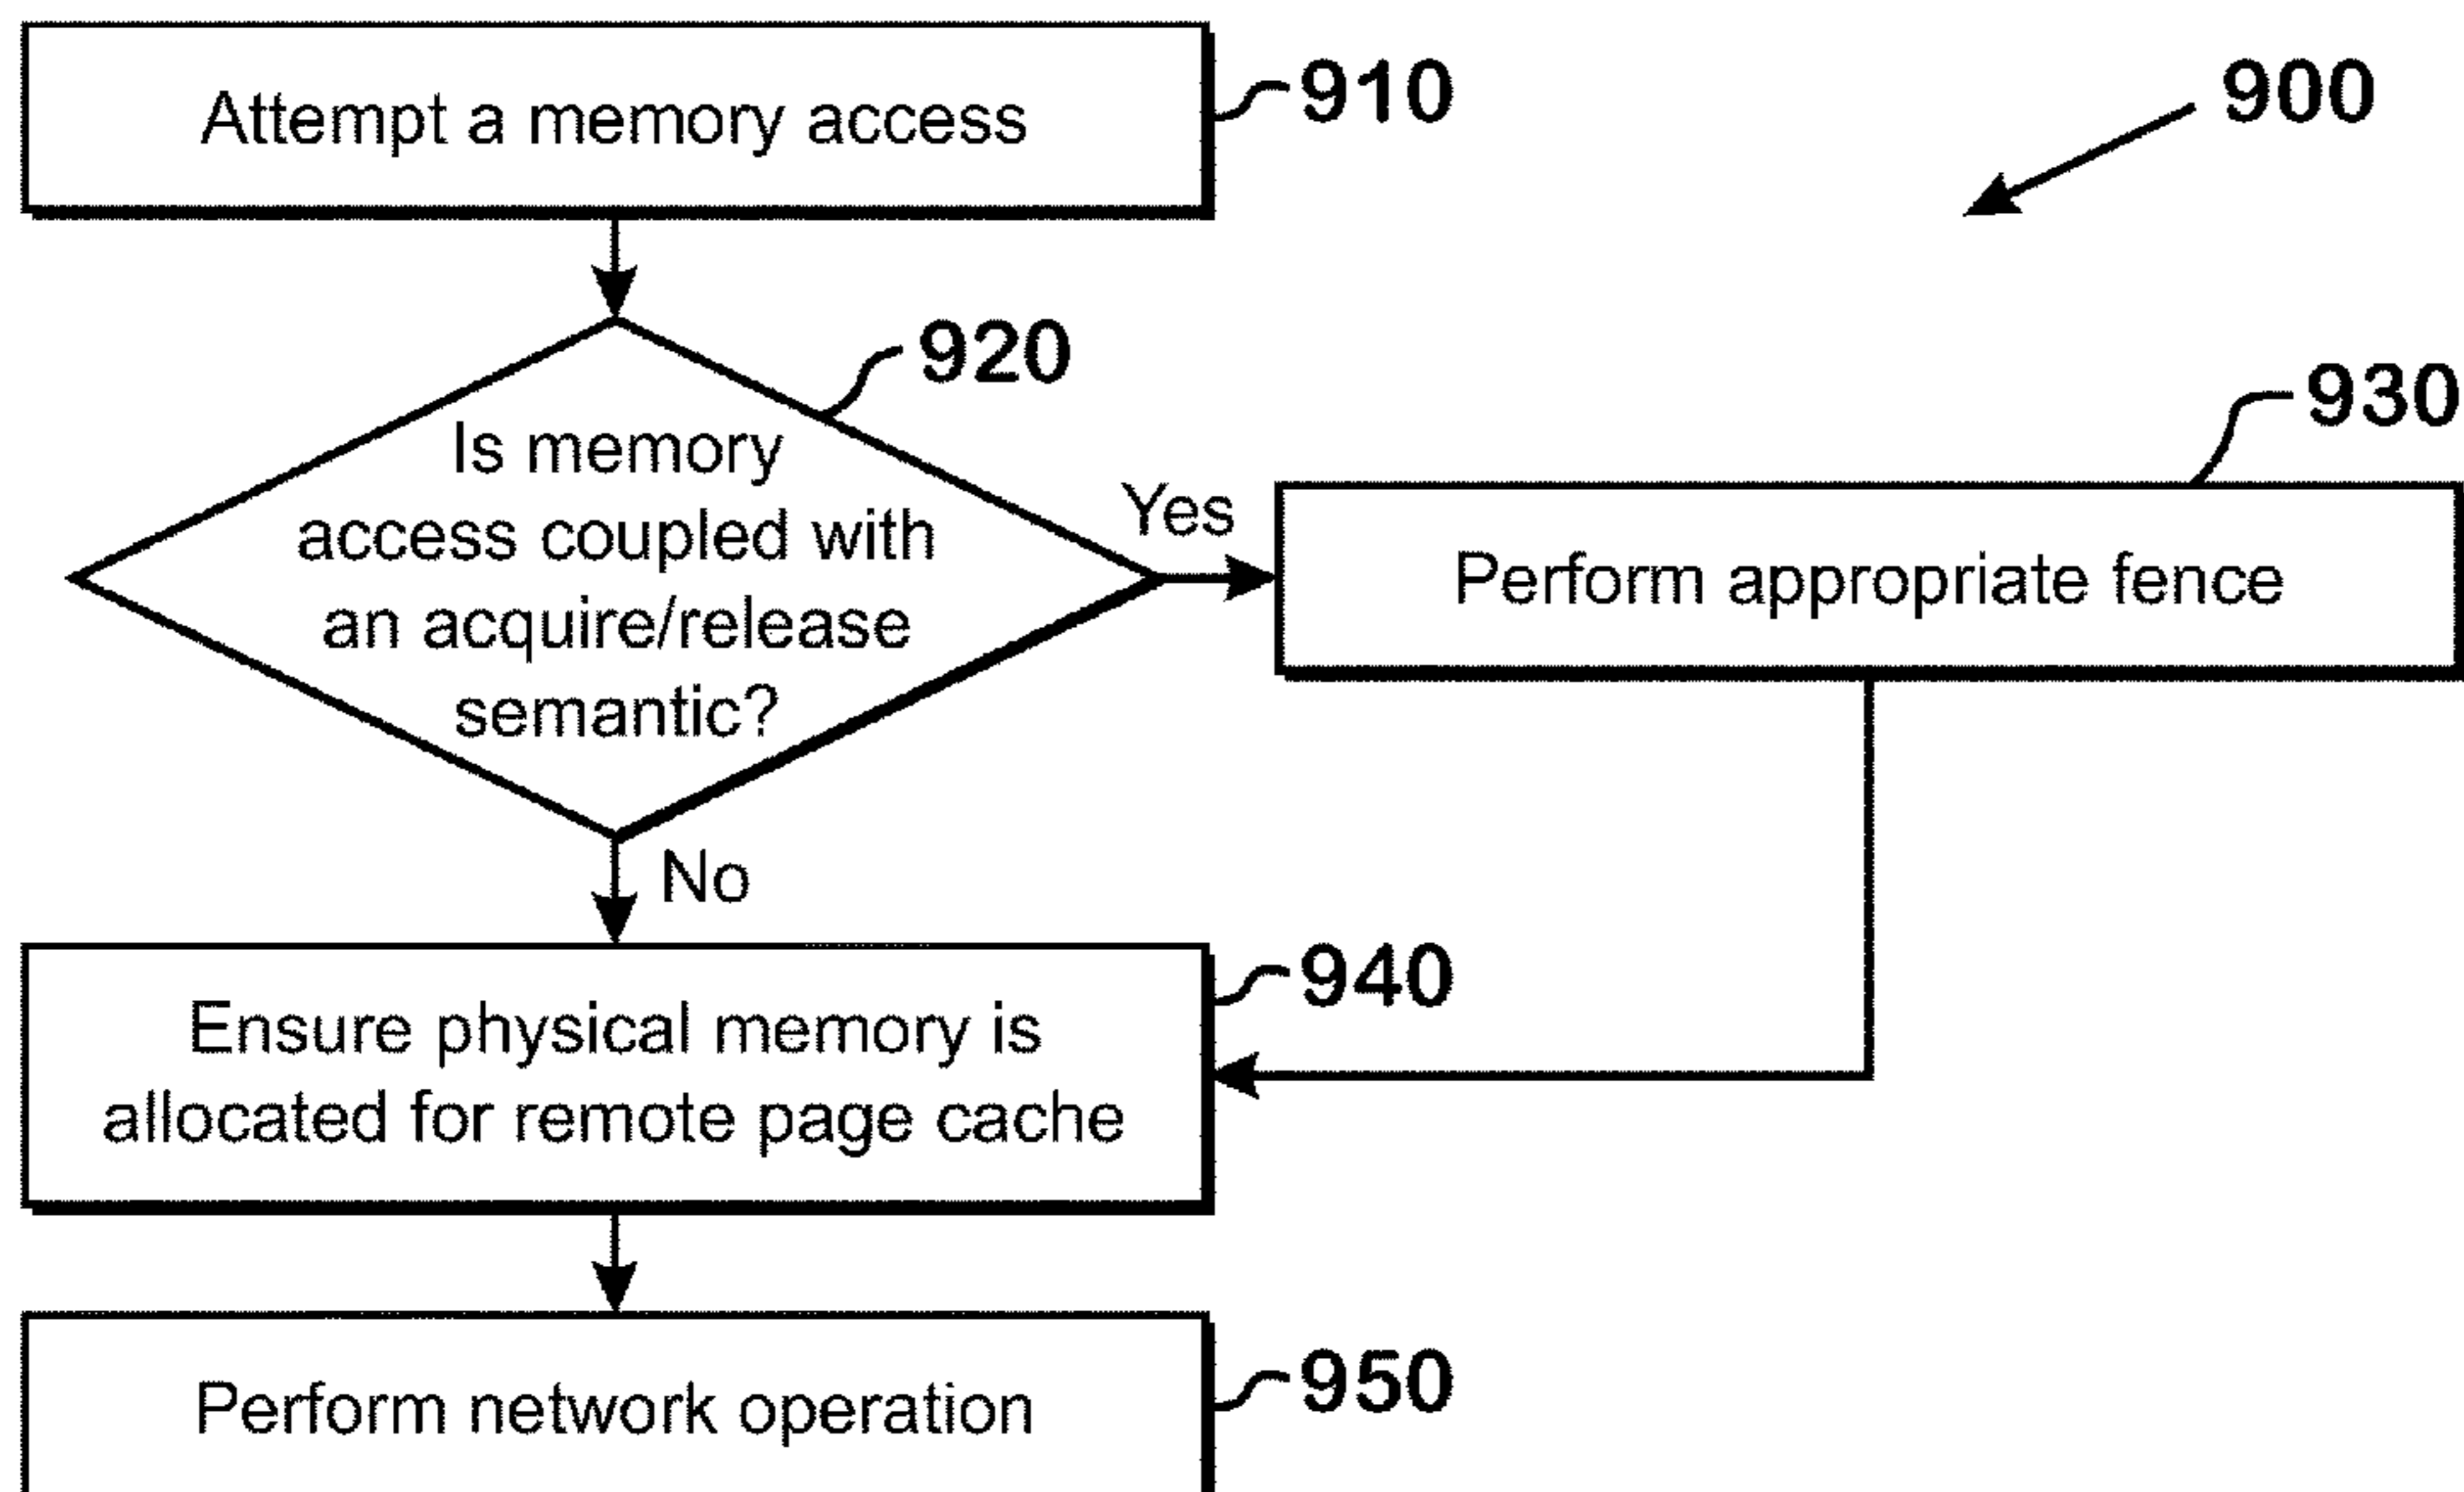 Attempt a memory access
910
900
920
Is memory
access coupled with
an acquire/release
semantic?
Yes
930
Perform appropriate fence
No
940
Ensure physical memory is
allocated for remote page cache
Perform network operation
950